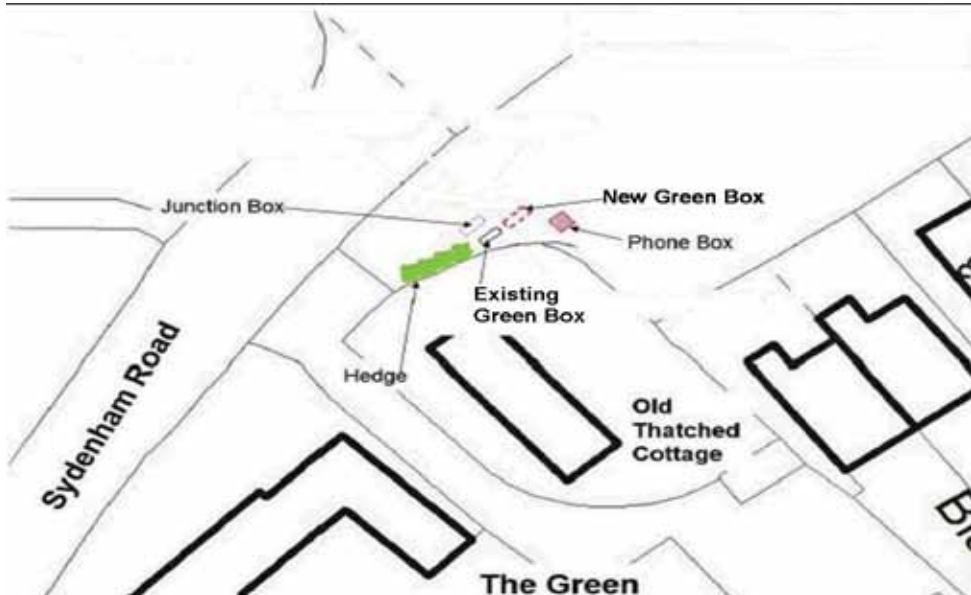 New Green Box
Junction Box
Phone Box
Existing
Green Box
Hedge
Sydenham Road
Old
Thatched
Cottage
The Green